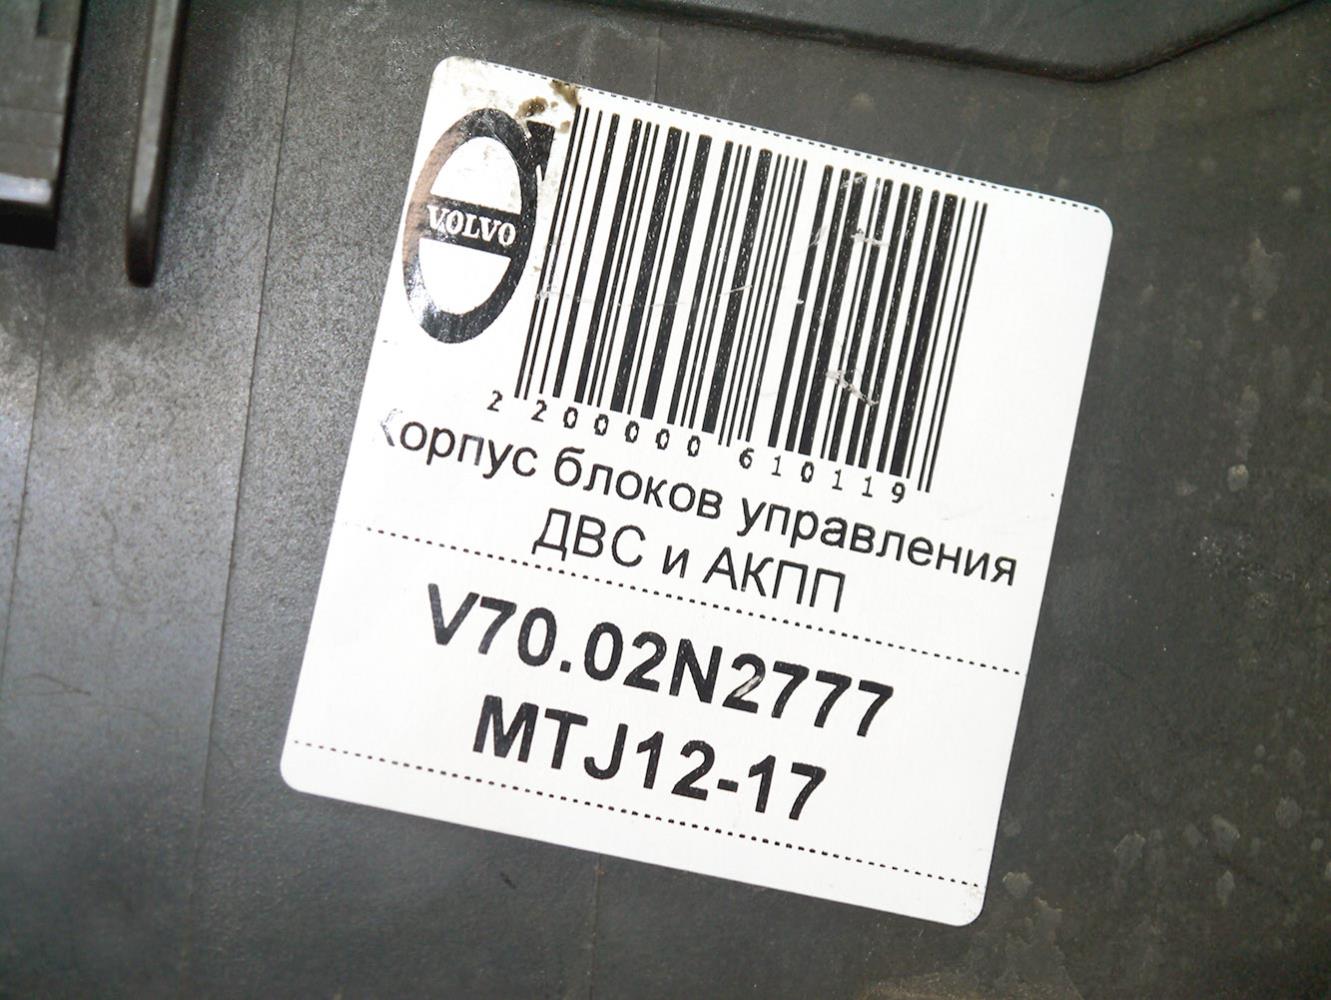 VOLVO
2200000610119
Корпус блоков управления
ДВС и АКПП
V70.02N2777
MTJ12-17